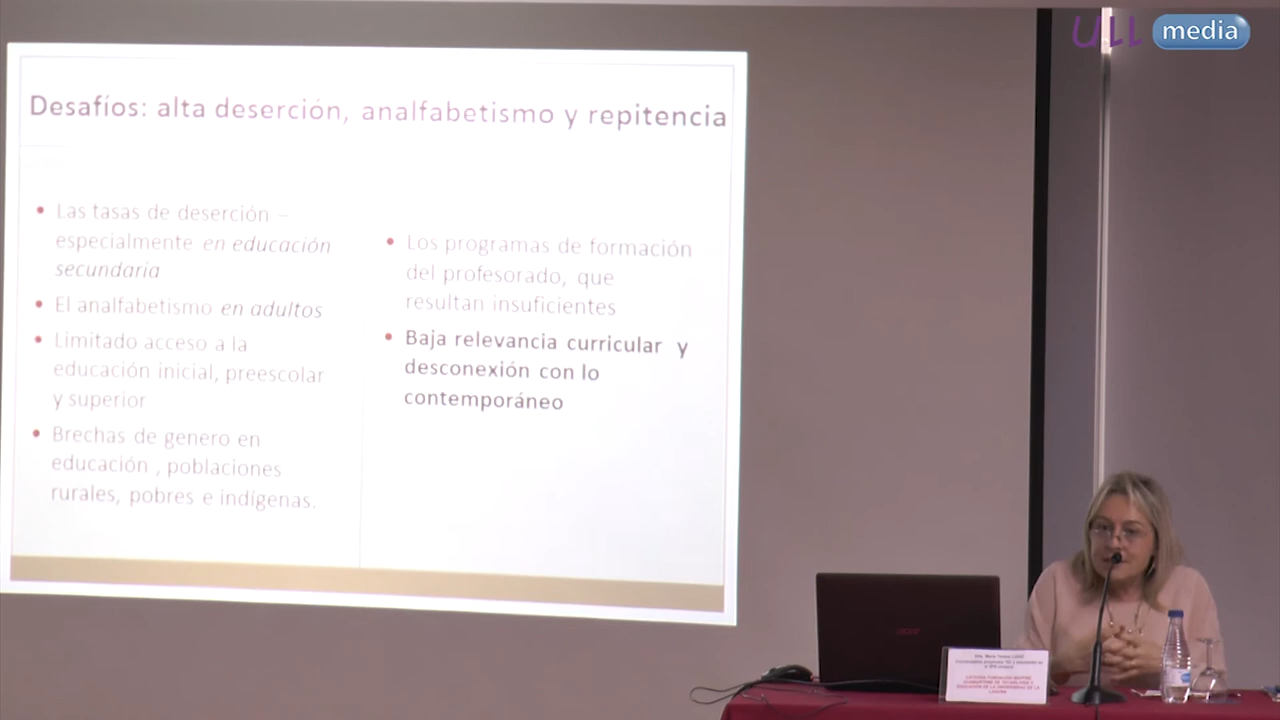 ULL media
Desafíos: alta deserción, analfabetismo y repitencia
• Las tasas de deserción –
especialmente en educación
secundaria
• El analfabetismo en adultos
• Limitado acceso a la
educación inicial, preescolar
y superior
• Brechas de genero en
educación , poblaciones
rurales, pobres e indígenas.
• Los programas de formación
del profesorado, que
resultan insuficientes
• Baja relevancia curricular y
desconexión con lo
contemporáneo
acer